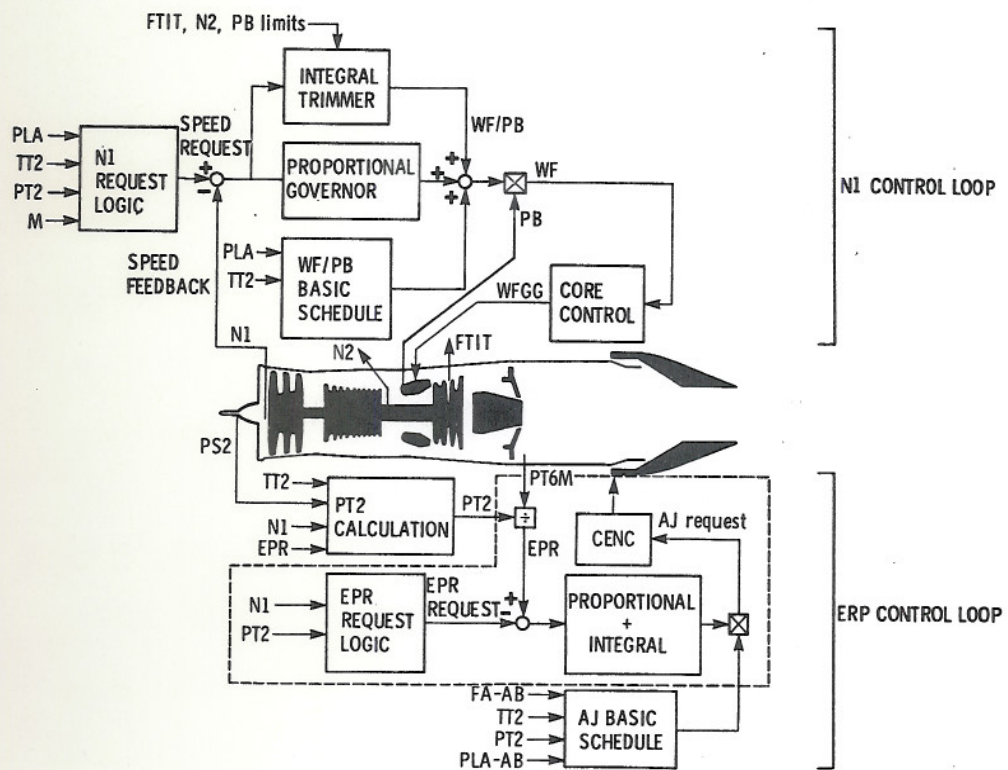 FTIT, N2, PB limits
INTEGRAL
TRIMMER
WF/PB
PLA
TT2
PT2
M
N1
REQUEST
LOGIC
SPEED
REQUEST
+
-
PROPORTIONAL
GOVERNOR
+
+
+
WF
PB
N1 CONTROL LOOP
SPEED
FEEDBACK
PLA
TT2
WF/PB
BASIC
SCHEDULE
WFGG
CORE
CONTROL
N1
N2
FTIT
PS2
TT2
N1
EPR
PT2
CALCULATION
PT2
PT6M
÷
EPR
CENC
AJ request
N1
PT2
EPR
REQUEST
LOGIC
EPR
REQUEST
+
-
PROPORTIONAL
+
INTEGRAL
ERP CONTROL LOOP
FA-AB
TT2
PT2
PLA-AB
AJ BASIC
SCHEDULE